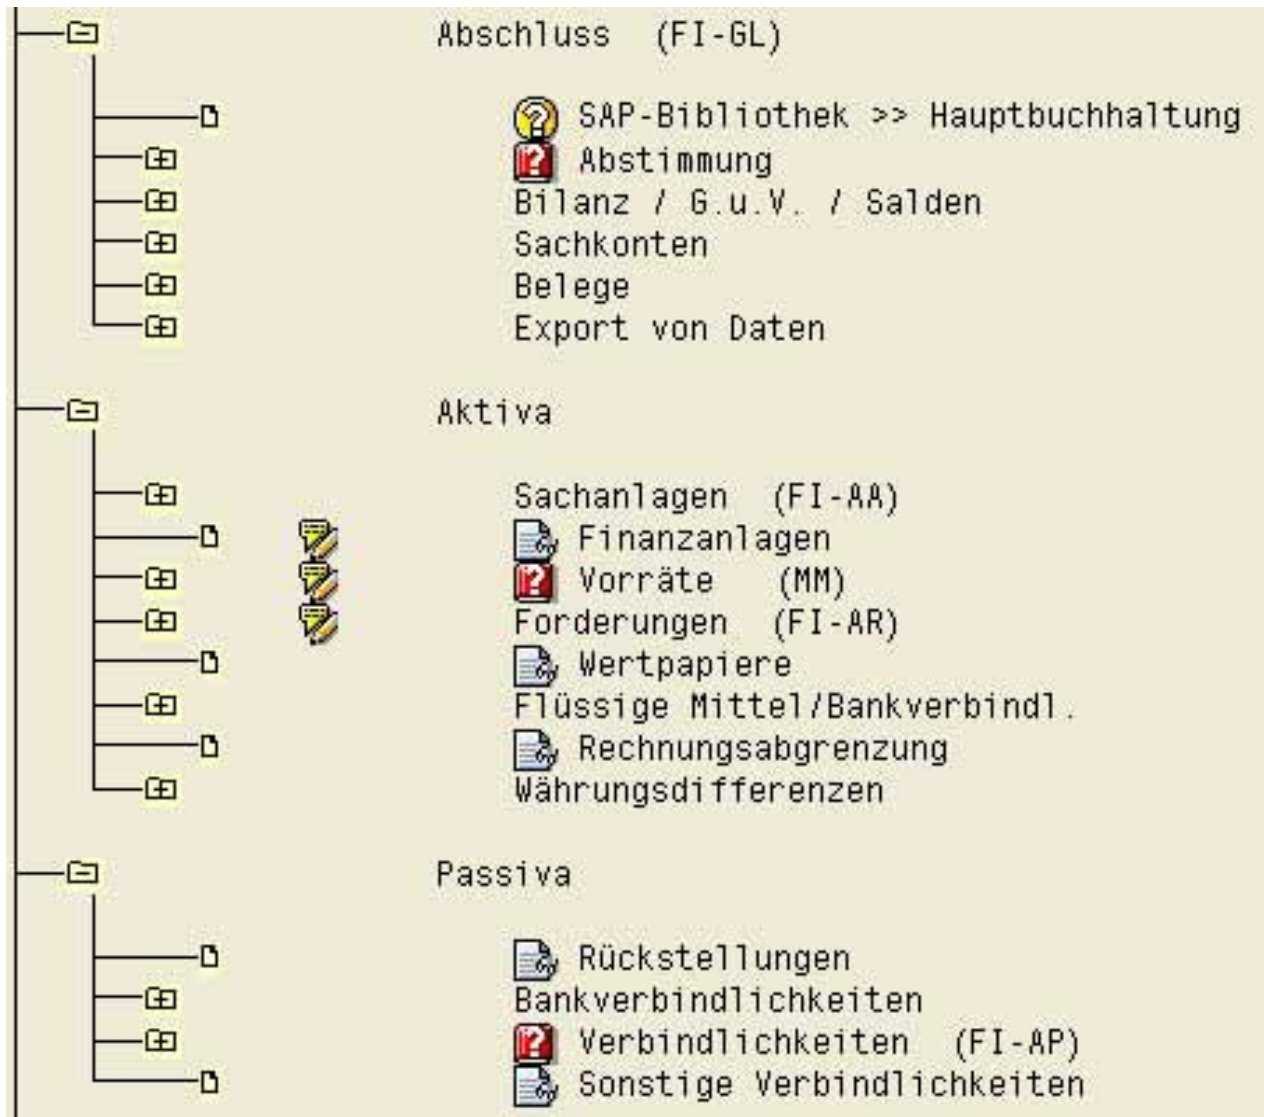 Abschluss (FI-GL)
SAP-Bibliothek >> Hauptbuchhaltung
Abstimmung
Bilanz / G.u.V. / Salden
Sachkonten
Belege
Export von Daten
Aktiva
Sachanlagen (FI-AA)
Finanzanlagen
Vorräte (MM)
Forderungen (FI-AR)
Wertpapiere
Flüssige Mittel/Bankverbindl.
Rechnungsabgrenzung
Währungsdifferenzen
Passiva
Rückstellungen
Bankverbindlichkeiten
Verbindlichkeiten (FI-AP)
Sonstige Verbindlichkeiten